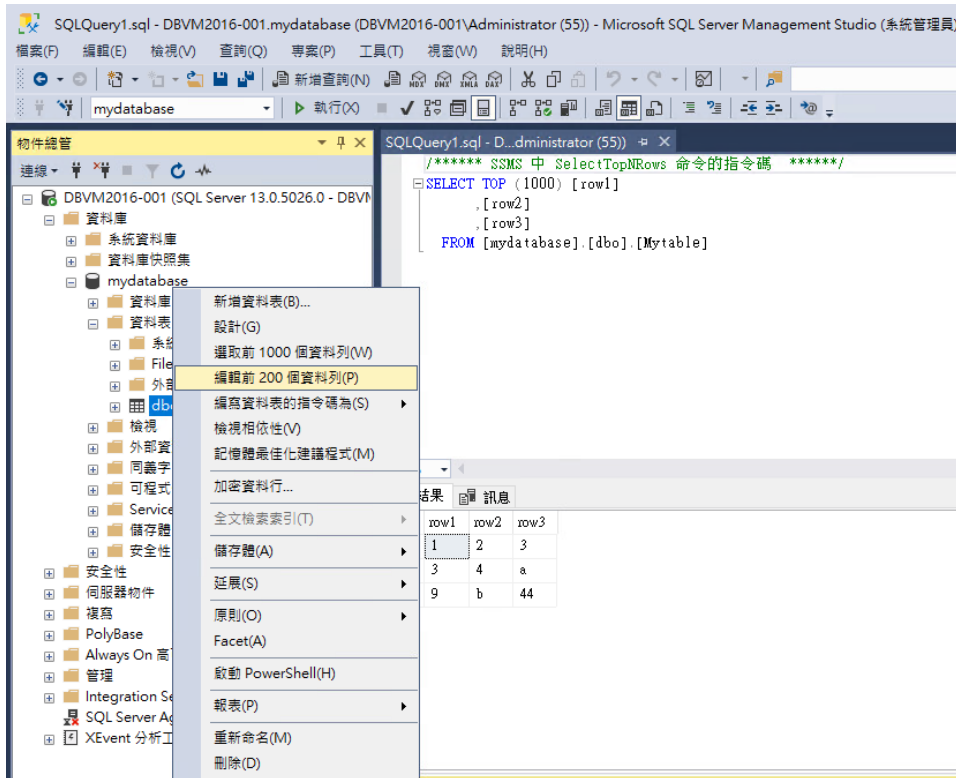 SQLQuery1.sql - DBVM2016-001.mydatabase (DBVM2016-001\Administrator (55)) - Microsoft SQL Server Management Studio (系統管理員)
檔案(F) 編輯(E) 檢視(V) 查詢(Q) 專案(P) 工具(T) 視窗(W) 說明(H)
新增查詢(N) MDX DMX XMLA DAX
mydatabase 執行(X)
物件總管
連線
DBVM2016-001 (SQL Server 13.0.5026.0 - DBVM
資料庫
系統資料庫
資料庫快照集
mydatabase
資料庫
資料表
系統
File
外部
dbo
檢視
外部資
同義字
可程式
Service
儲存體
安全性
安全性
伺服器物件
複寫
PolyBase
Always On 高
管理
Integration Se
SQL Server Ag
XEvent 分析工
新增資料表(B)...
設計(G)
選取前 1000 個資料列(W)
編輯前 200 個資料列(P)
編寫資料表的指令碼為(S)
檢視相依性(V)
記憶體最佳化建議程式(M)
加密資料行...
全文檢索索引(T)
儲存體(A)
延展(S)
原則(O)
Facet(A)
啟動 PowerShell(H)
報表(P)
重新命名(M)
刪除(D)
SQLQuery1.sql - D...dministrator (55))
/****** SSMS 中 SelectTopNRows 命令的指令碼 ******/
SELECT TOP (1000) [row1]
,[row2]
,[row3]
FROM [mydatabase].[dbo].[Mytable]
結果 訊息
row1 row2 row3
1 2 3
3 4 a
9 b 44